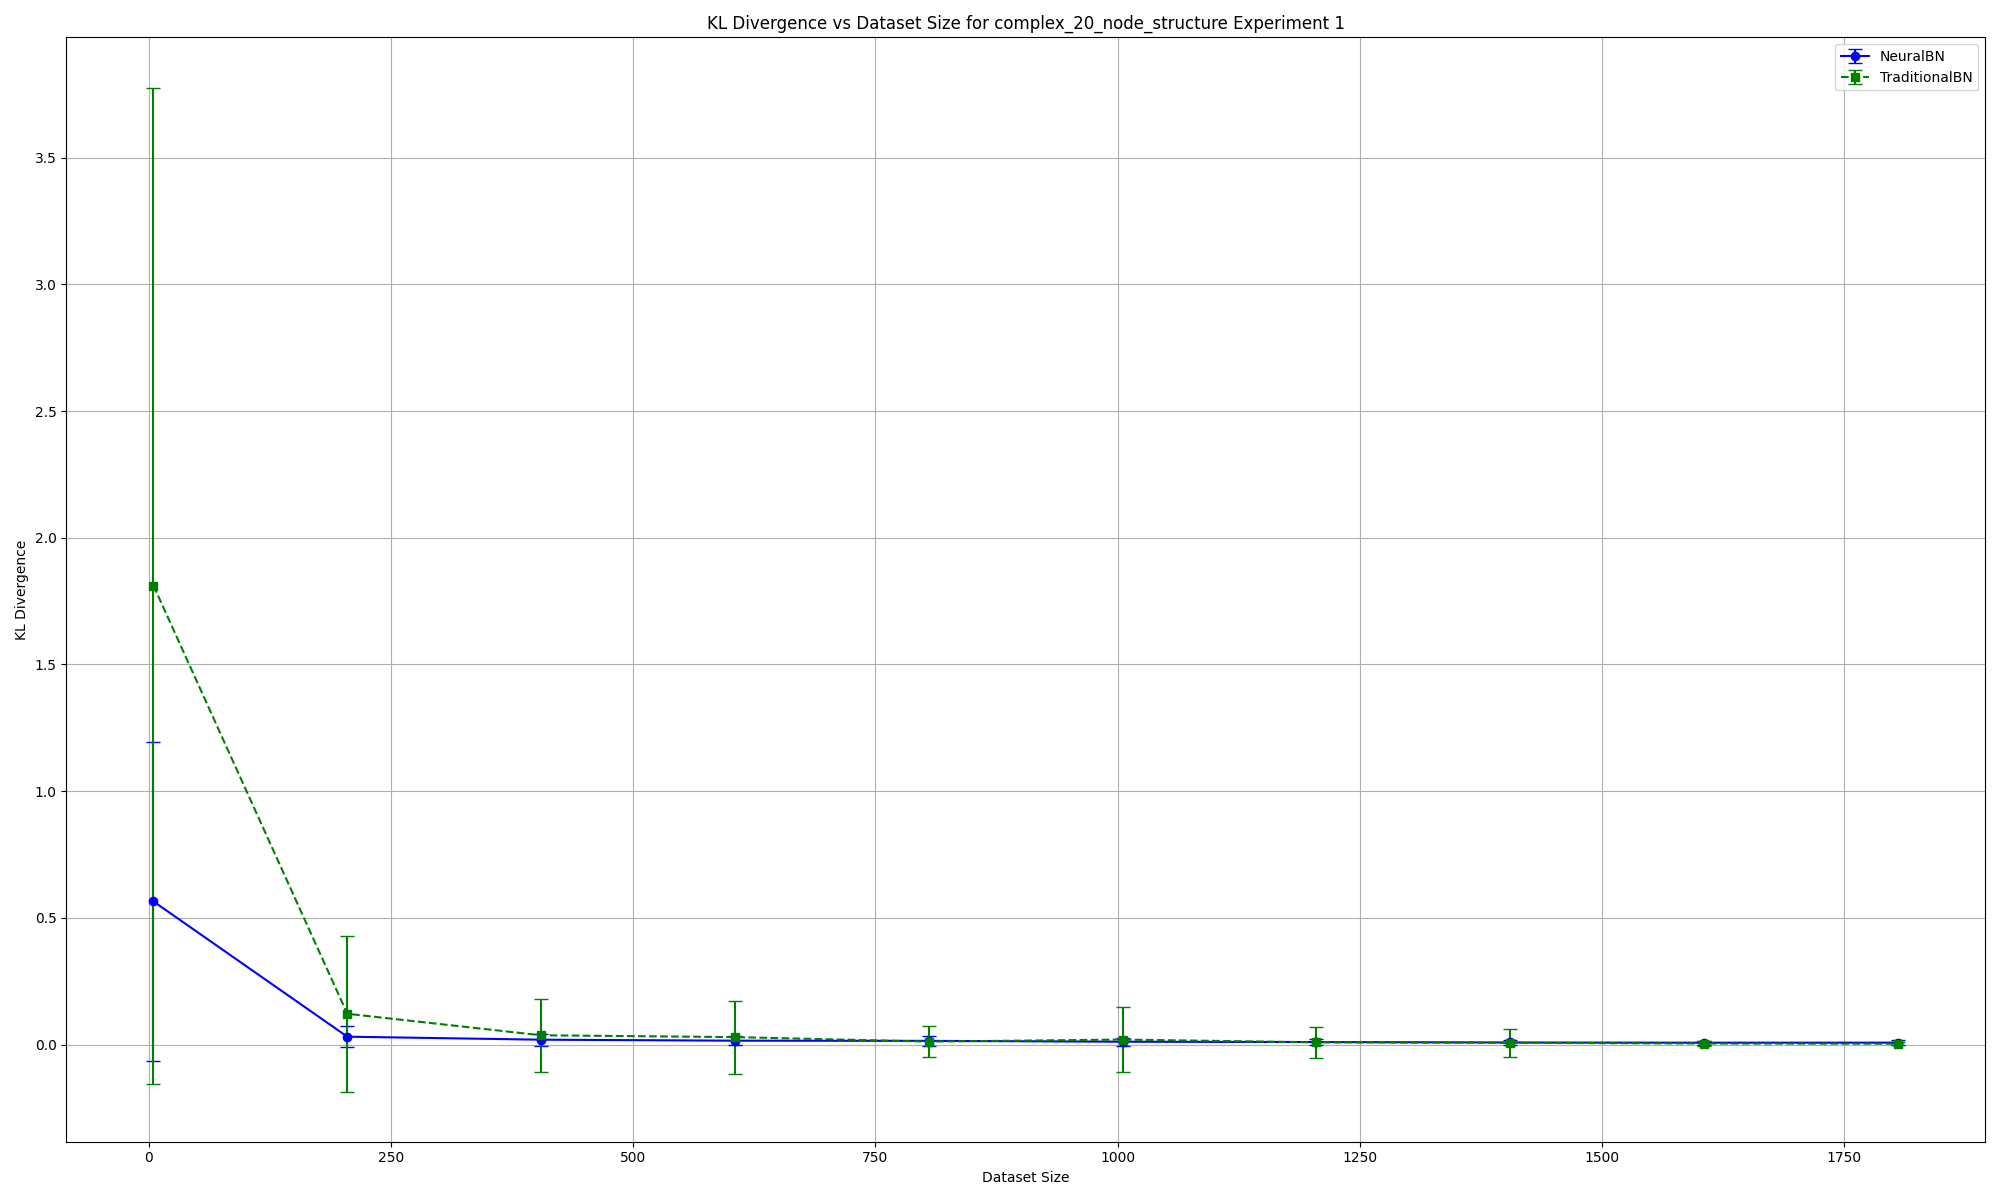 KL Divergence vs Dataset Size for complex_20_node_structure Experiment 1
NeuralBN
TraditionalBN
KL Divergence
3.5
3.0
2.5
2.0
1.5
1.0
0.5
0.0
0 250 500 750 1000 1250 1500 1750
Dataset Size